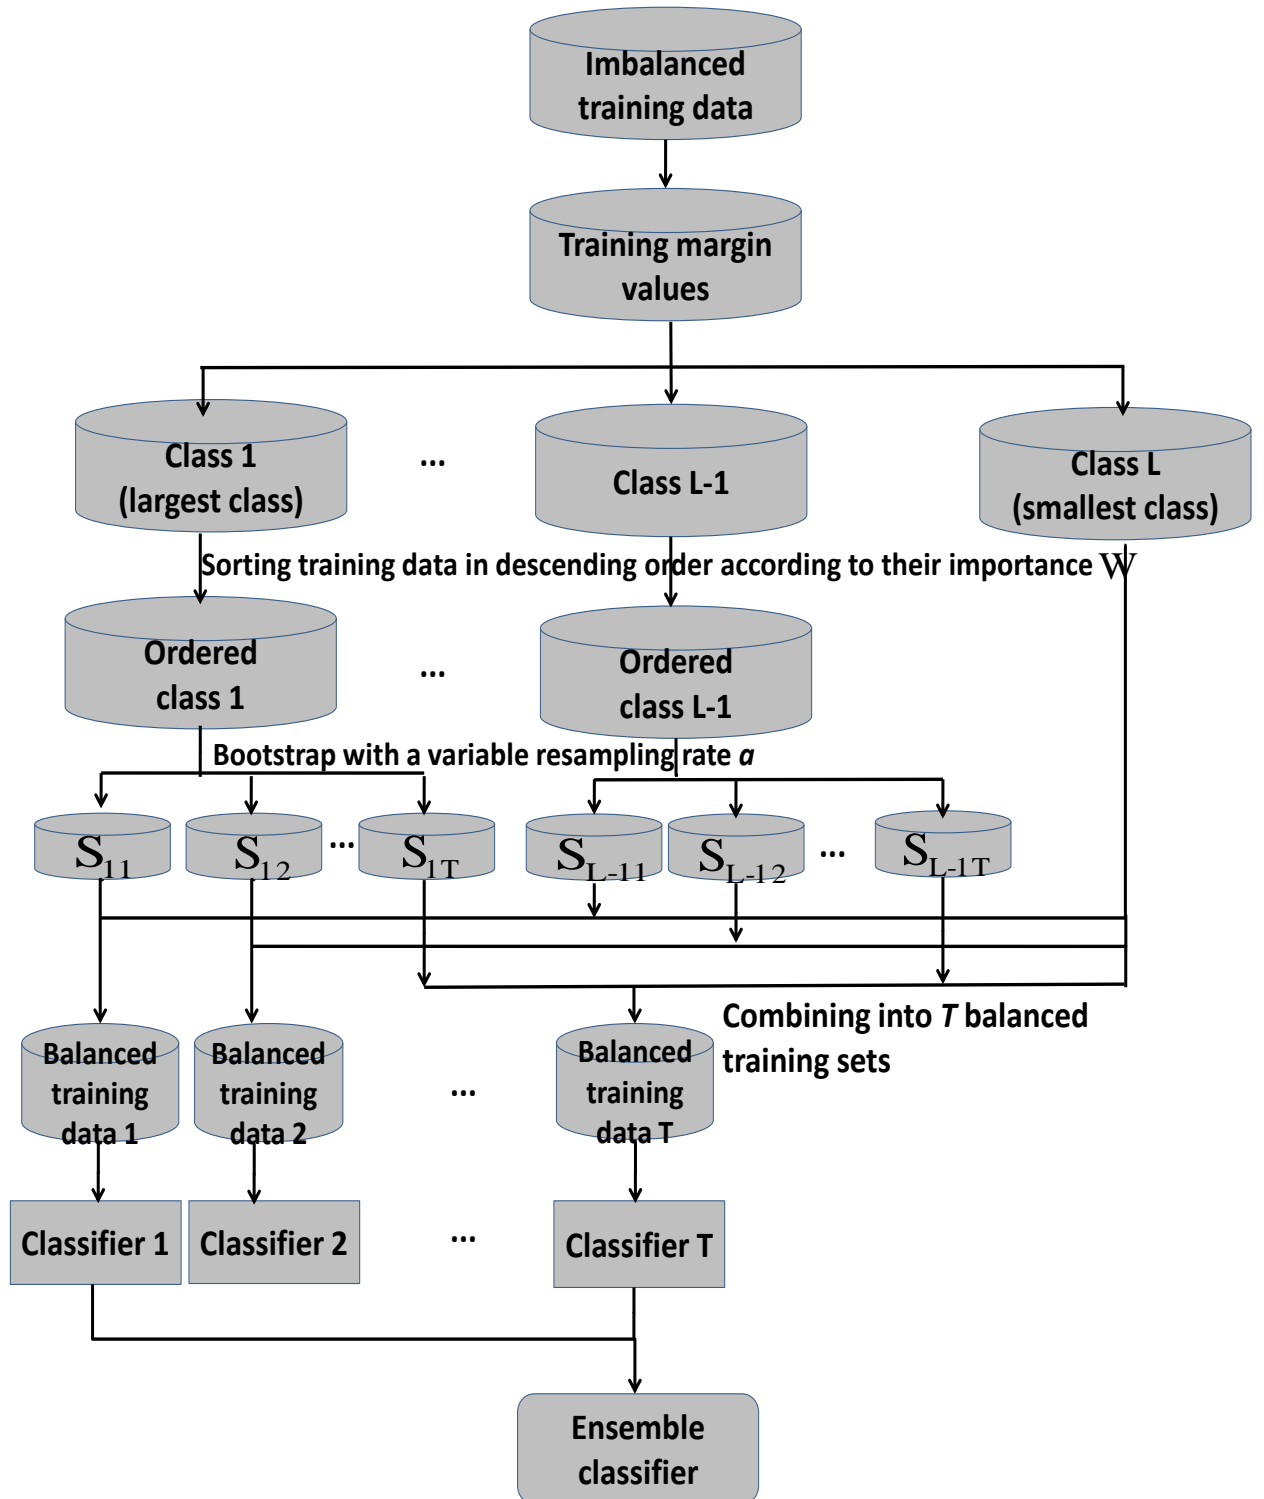 Imbalanced
training data
Training margin
values
Class 1
(largest class)
...
Class L-1
Class L
(smallest class)
Sorting training data in descending order according to their importance W
Ordered
class 1
...
Ordered
class L-1
Bootstrap with a variable resampling rate a
S11
S12
...
S1T
SL-11
SL-12
...
SL-1T
Combining into T balanced
training sets
Balanced
training
data 1
Balanced
training
data 2
...
Balanced
training
data T
Classifier 1
Classifier 2
...
Classifier T
Ensemble
classifier